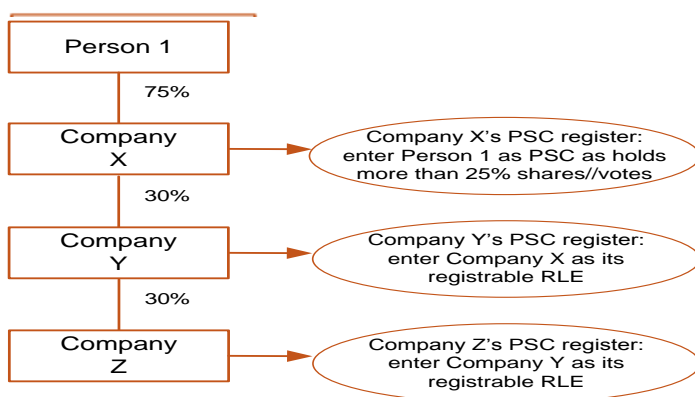 Person 1
75%
Company
X
Company X’s PSC register:
enter Person 1 as PSC as holds
more than 25% shares//votes
30%
Company
Y
Company Y’s PSC register:
enter Company X as its
registrable RLE
30%
Company
Z
Company Z’s PSC register:
enter Company Y as its
registrable RLE